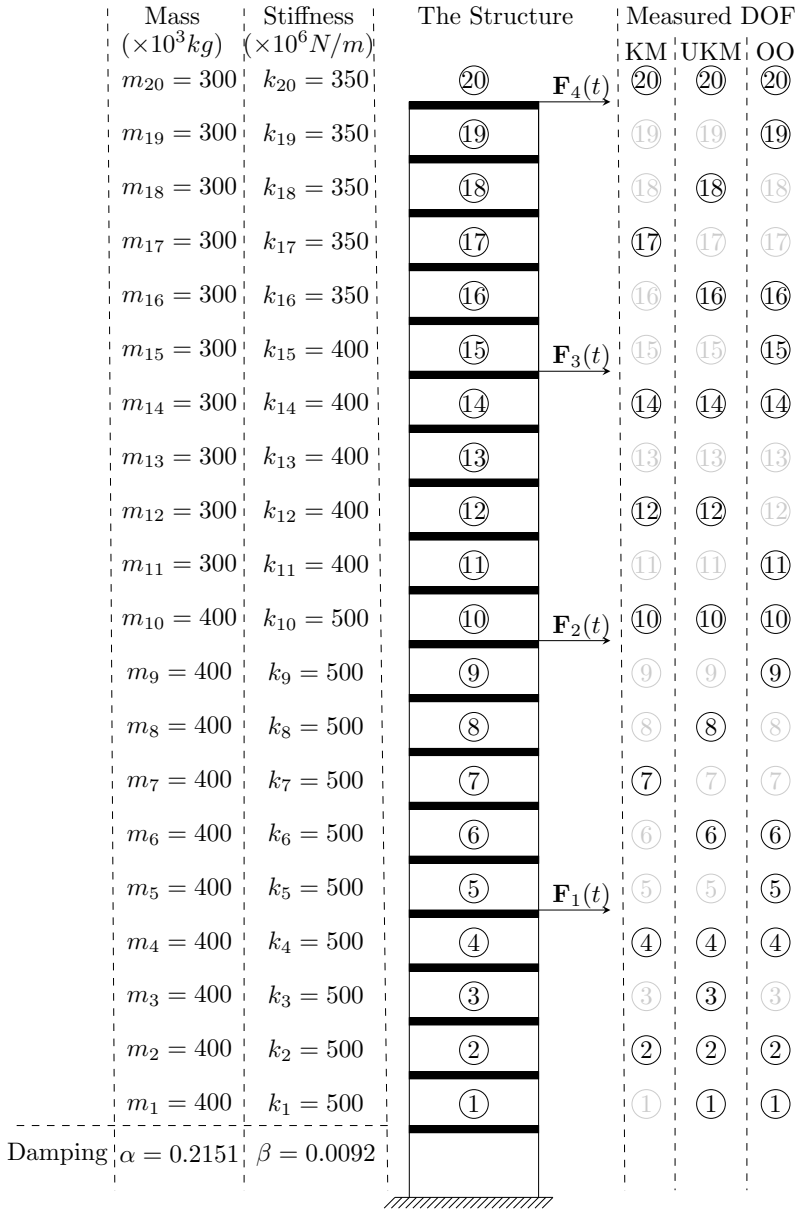 Mass Stiffness The Structure Measured DOF
(×10³kg) (×10⁶N/m) KM UKM OO
m₂₀ = 300 k₂₀ = 350 ⑳ F₄(t) ⑳ ⑳ ⑳
m₁₉ = 300 k₁₉ = 350 ⑲ ⑲ ⑲ ⑲
m₁₈ = 300 k₁₈ = 350 ⑱ ⑱ ⑱ ⑱
m₁₇ = 300 k₁₇ = 350 ⑰ ⑰ ⑰ ⑰
m₁₆ = 300 k₁₆ = 350 ⑯ ⑯ ⑯ ⑯
m₁₅ = 300 k₁₅ = 400 ⑮ F₃(t) ⑮ ⑮ ⑮
m₁₄ = 300 k₁₄ = 400 ⑭ ⑭ ⑭ ⑭
m₁₃ = 300 k₁₃ = 400 ⑬ ⑬ ⑬ ⑬
m₁₂ = 300 k₁₂ = 400 ⑫ ⑫ ⑫ ⑫
m₁₁ = 300 k₁₁ = 400 ⑪ ⑪ ⑪ ⑪
m₁₀ = 400 k₁₀ = 500 ⑩ F₂(t) ⑩ ⑩ ⑩
m₉ = 400 k₉ = 500 ⑨ ⑨ ⑨ ⑨
m₈ = 400 k₈ = 500 ⑧ ⑧ ⑧ ⑧
m₇ = 400 k₇ = 500 ⑦ ⑦ ⑦ ⑦
m₆ = 400 k₆ = 500 ⑥ ⑥ ⑥ ⑥
m₅ = 400 k₅ = 500 ⑤ F₁(t) ⑤ ⑤ ⑤
m₄ = 400 k₄ = 500 ④ ④ ④ ④
m₃ = 400 k₃ = 500 ③ ③ ③ ③
m₂ = 400 k₂ = 500 ② ② ② ②
m₁ = 400 k₁ = 500 ① ① ① ①
Damping α = 0.2151 β = 0.0092